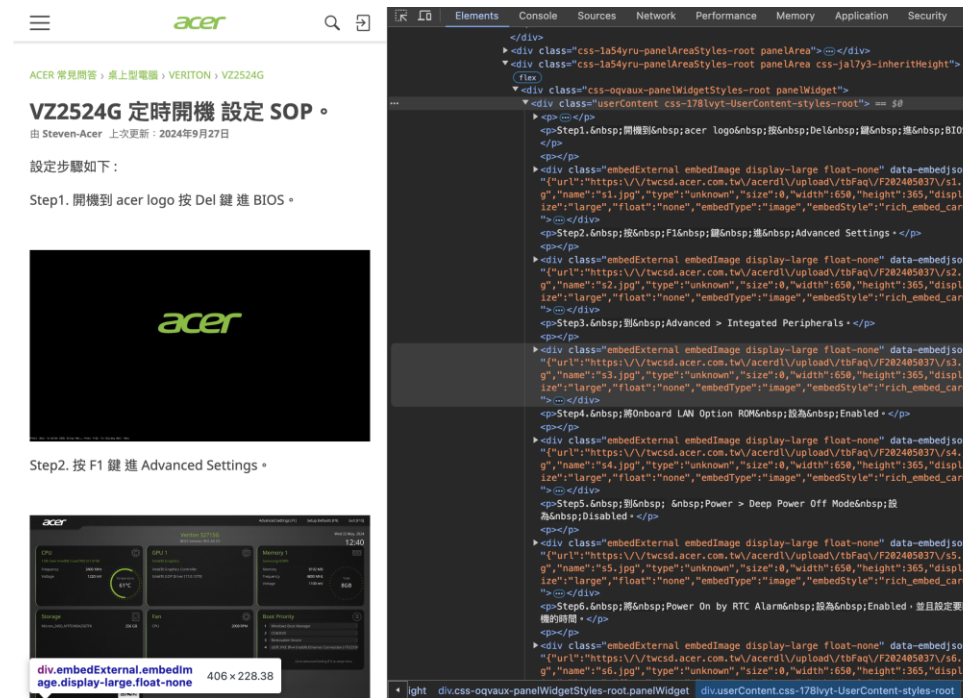 acer
ACER 常見問答 › 桌上型電腦 › VERITON › VZ2524G
VZ2524G 定時開機 設定 SOP。
由 Steven-Acer 上次更新：2024年9月27日
設定步驟如下 :
Step1. 開機到 acer logo 按 Del 鍵 進 BIOS。
acer
Step2. 按 F1 鍵 進 Advanced Settings。
acer
12:40
CPU
GPU 1
Memory 1
61°C
8GB
Storage
Fan
Boot Priority
div.embedExternal.embedIm
age.display-large.float-none 406 × 228.38
Elements Console Sources Network Performance Memory Application Security
</div>
<div class="css-1a54yru-panelAreaStyles-root panelArea">⋯</div>
<div class="css-1a54yru-panelAreaStyles-root panelArea css-jal7y3-inheritHeight">
flex
<div class="css-oqvaux-panelWidgetStyles-root panelWidget">
<div class="userContent css-178lvyt-UserContent-styles-root"> == $0
<p>⋯</p>
<p>Step1.&nbsp;開機到&nbsp;acer logo&nbsp;按&nbsp;Del&nbsp;鍵&nbsp;進&nbsp;BIOS
</p>
<p></p>
<div class="embedExternal embedImage display-large float-none" data-embedjso
"{"url":"https:\/\/twcsd.acer.com.tw\/acerdl\/upload\/tbFaq\/F202405037\/s1.
g","name":"s1.jpg","type":"unknown","size":0,"width":650,"height":365,"displ
ize":"large","float":"none","embedType":"image","embedStyle":"rich_embed_car
">⋯</div>
<p>Step2.&nbsp;按&nbsp;F1&nbsp;鍵&nbsp;進&nbsp;Advanced Settings。</p>
<p></p>
<div class="embedExternal embedImage display-large float-none" data-embedjso
"{"url":"https:\/\/twcsd.acer.com.tw\/acerdl\/upload\/tbFaq\/F202405037\/s2.
g","name":"s2.jpg","type":"unknown","size":0,"width":650,"height":365,"displ
ize":"large","float":"none","embedType":"image","embedStyle":"rich_embed_car
">⋯</div>
<p>Step3.&nbsp;到&nbsp;Advanced > Integated Peripherals。</p>
<p></p>
<div class="embedExternal embedImage display-large float-none" data-embedjso
"{"url":"https:\/\/twcsd.acer.com.tw\/acerdl\/upload\/tbFaq\/F202405037\/s3.
g","name":"s3.jpg","type":"unknown","size":0,"width":650,"height":365,"displ
ize":"large","float":"none","embedType":"image","embedStyle":"rich_embed_car
">⋯</div>
<p>Step4.&nbsp;將Onboard LAN Option ROM&nbsp;設為&nbsp;Enabled。</p>
<p></p>
<div class="embedExternal embedImage display-large float-none" data-embedjso
"{"url":"https:\/\/twcsd.acer.com.tw\/acerdl\/upload\/tbFaq\/F202405037\/s4.
g","name":"s4.jpg","type":"unknown","size":0,"width":650,"height":365,"displ
ize":"large","float":"none","embedType":"image","embedStyle":"rich_embed_car
">⋯</div>
<p>Step5.&nbsp;到&nbsp; &nbsp;Power > Deep Power Off Mode&nbsp;設
為&nbsp;Disabled。</p>
<p></p>
<div class="embedExternal embedImage display-large float-none" data-embedjso
"{"url":"https:\/\/twcsd.acer.com.tw\/acerdl\/upload\/tbFaq\/F202405037\/s5.
g","name":"s5.jpg","type":"unknown","size":0,"width":650,"height":365,"displ
ize":"large","float":"none","embedType":"image","embedStyle":"rich_embed_car
">⋯</div>
<p>Step6.&nbsp;將&nbsp;Power On by RTC Alarm&nbsp;設為&nbsp;Enabled，並且設定要
機的時間。</p>
<p></p>
<div class="embedExternal embedImage display-large float-none" data-embedjso
"{"url":"https:\/\/twcsd.acer.com.tw\/acerdl\/upload\/tbFaq\/F202405037\/s6.
g","name":"s6.jpg","type":"unknown","size":0,"width":650,"height":365,"displ
ight div.css-oqvaux-panelWidgetStyles-root.panelWidget div.userContent.css-178lvyt-UserContent-styles-root